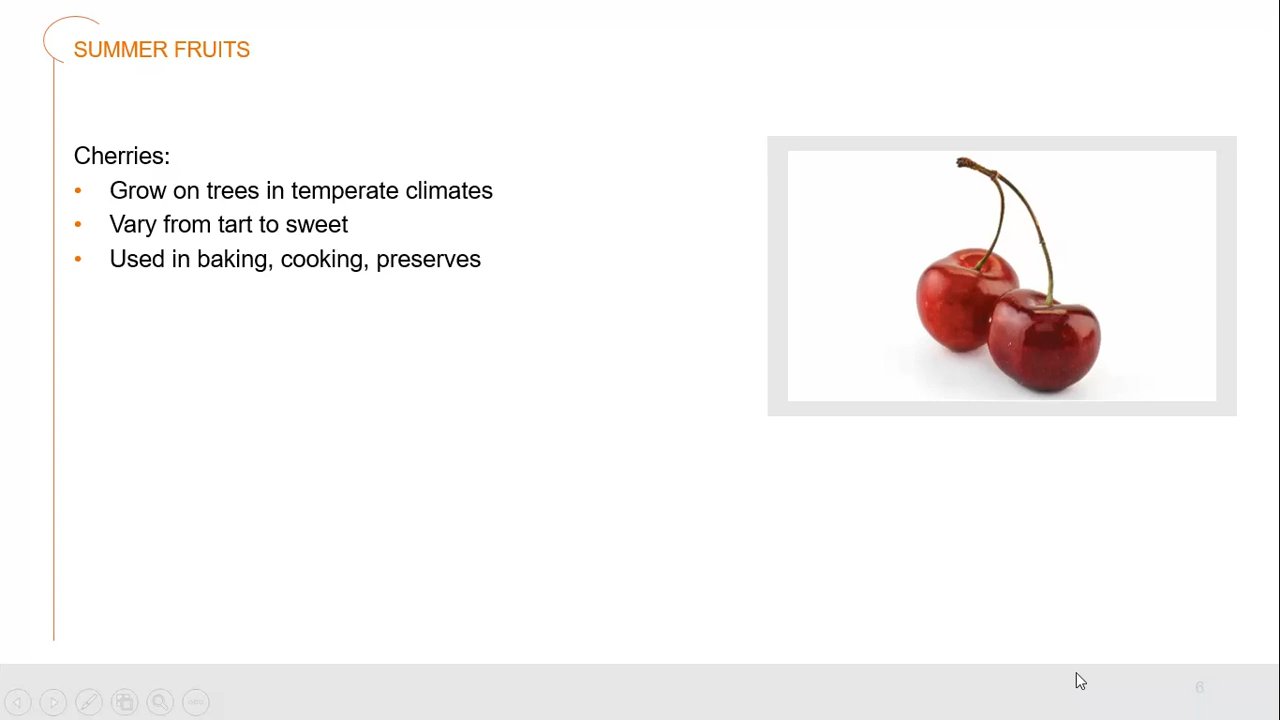 SUMMER FRUITS
Cherries:
• Grow on trees in temperate climates
• Vary from tart to sweet
• Used in baking, cooking, preserves
6